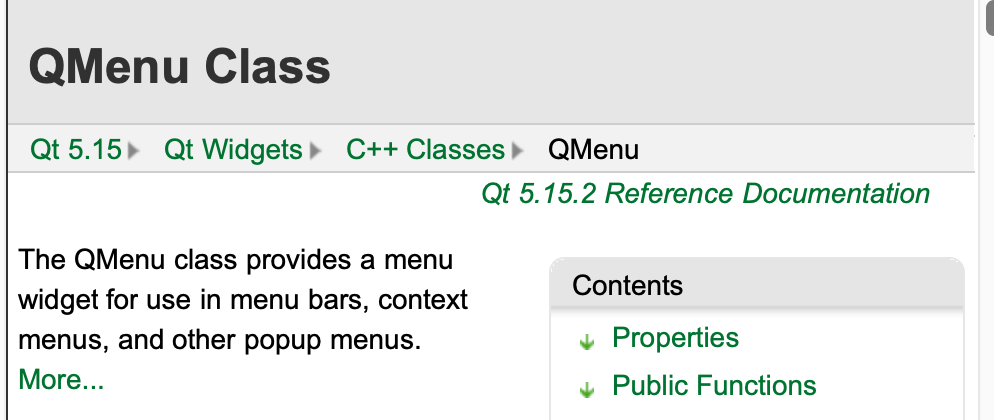 QMenu Class
Qt 5.15 Qt Widgets C++ Classes QMenu
Qt 5.15.2 Reference Documentation
The QMenu class provides a menu
widget for use in menu bars, context
menus, and other popup menus.
More...
Contents
Properties
Public Functions